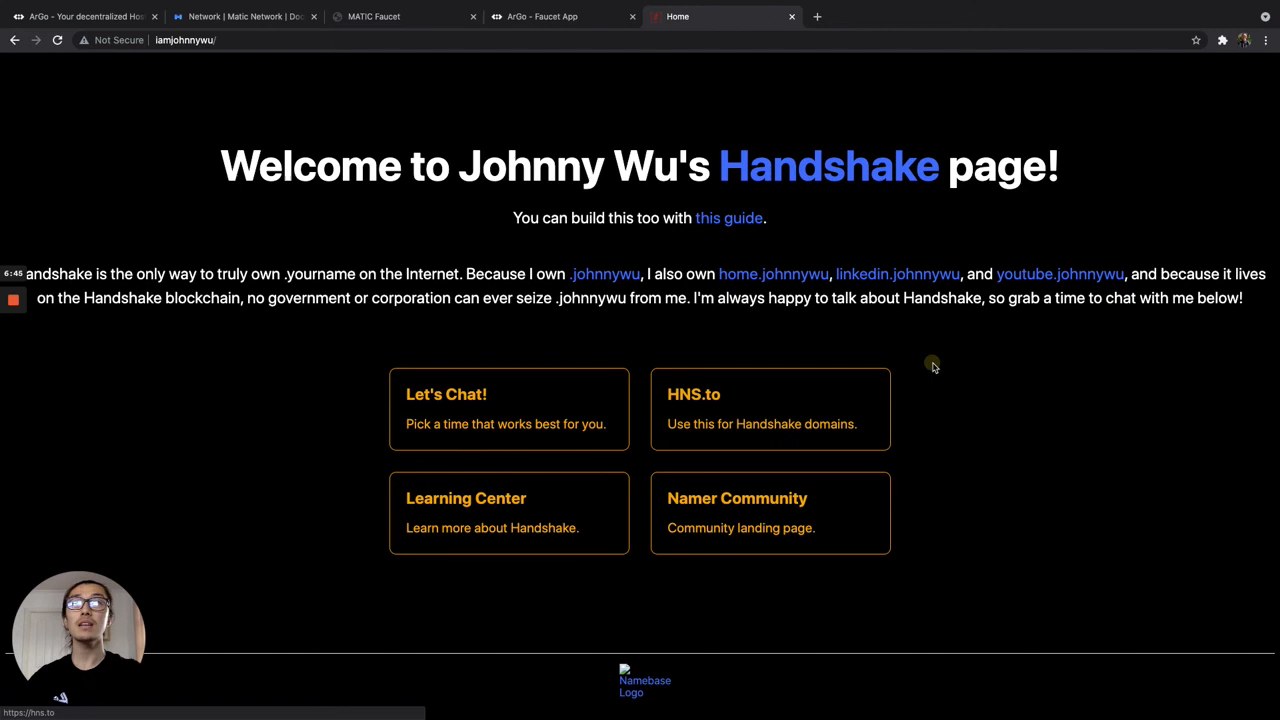 ArGo - Your decentralized Hos
Network | Matic Network | Doc
MATIC Faucet
ArGo - Faucet App
Home
Not Secure
iamjohnnywu/
Welcome to Johnny Wu's Handshake page!
You can build this too with this guide.
6:45
andshake is the only way to truly own .yourname on the Internet. Because I own .johnnywu, I also own home.johnnywu, linkedin.johnnywu, and youtube.johnnywu, and because it lives
on the Handshake blockchain, no government or corporation can ever seize .johnnywu from me. I'm always happy to talk about Handshake, so grab a time to chat with me below!
Let's Chat!
Pick a time that works best for you.
HNS.to
Use this for Handshake domains.
Learning Center
Learn more about Handshake.
Namer Community
Community landing page.
Namebase
Logo
https://hns.to